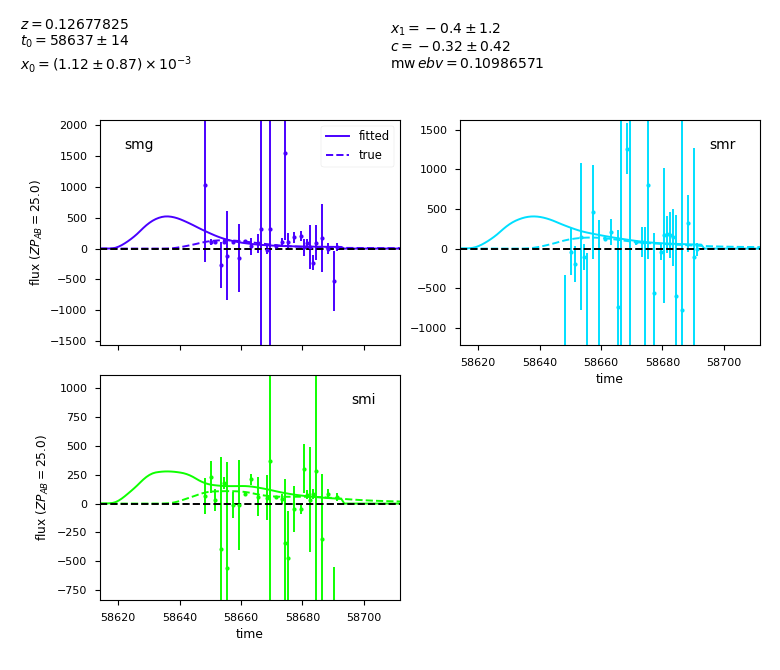 z = 0.12677825
t₀ = 58637 ± 14
x₀ = (1.12 ± 0.87) × 10⁻³
x₁ = − 0.4 ± 1.2
c = − 0.32 ± 0.42
mw ebv = 0.10986571
smg
fitted
true
flux (ZP_AB = 25.0)
2000
1500
1000
500
0
−500
−1000
−1500
smr
1500
1000
500
0
−500
−1000
58620 58640 58660 58680 58700
time
smi
flux (ZP_AB = 25.0)
1000
750
500
250
0
−250
−500
−750
58620 58640 58660 58680 58700
time